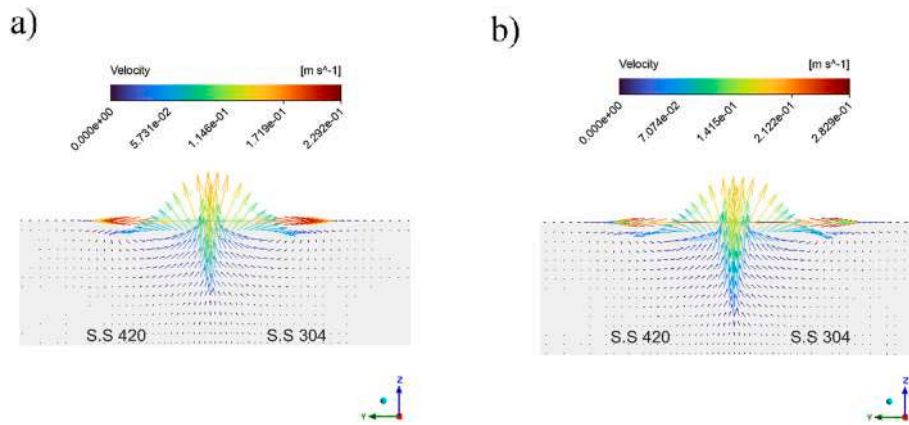 a)
Velocity [m s^-1]
0.000e+00 5.731e-02 1.146e-01 1.719e-01 2.292e-01
S.S 420 S.S 304
Z
Y
b)
Velocity [m s^-1]
0.000e+00 7.074e-02 1.415e-01 2.122e-01 2.829e-01
S.S 420 S.S 304
Z
Y